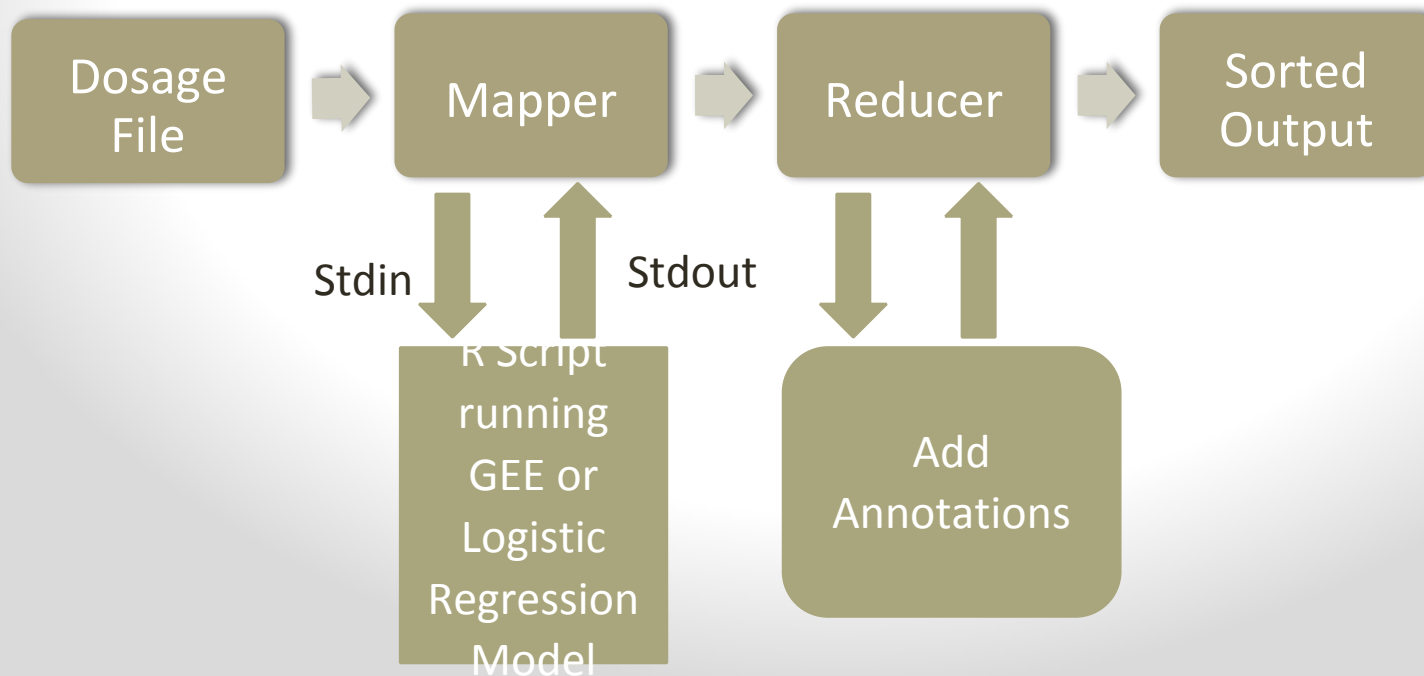 Dosage
File
Mapper
Reducer
Sorted
Output
Stdin
Stdout
R Script
running
GEE or
Logistic
Regression
Model
Add
Annotations